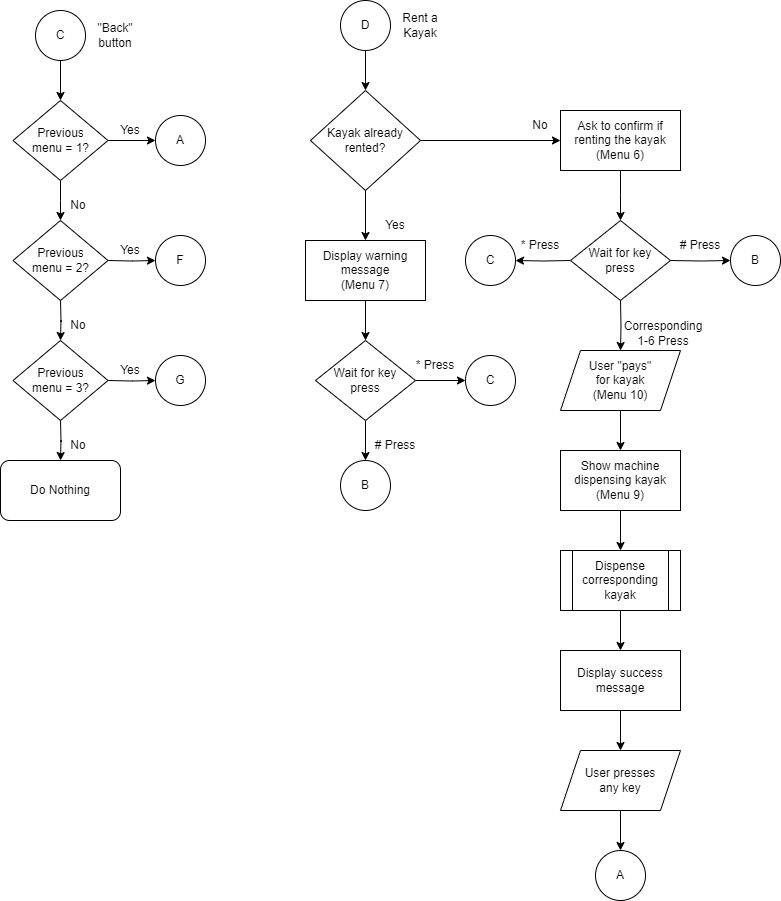 C
"Back"
button
Previous
menu = 1?
Yes
A
No
Previous
menu = 2?
Yes
F
No
Previous
menu = 3?
Yes
G
No
Do Nothing
D
Rent a
Kayak
Kayak already
rented?
No
Yes
Display warning
message
(Menu 7)
Wait for key
press
* Press
C
# Press
B
Ask to confirm if
renting the kayak
(Menu 6)
Wait for key
press
* Press
C
# Press
B
Corresponding
1-6 Press
User "pays"
for kayak
(Menu 10)
Show machine
dispensing kayak
(Menu 9)
Dispense
corresponding
kayak
Display success
message
User presses
any key
A